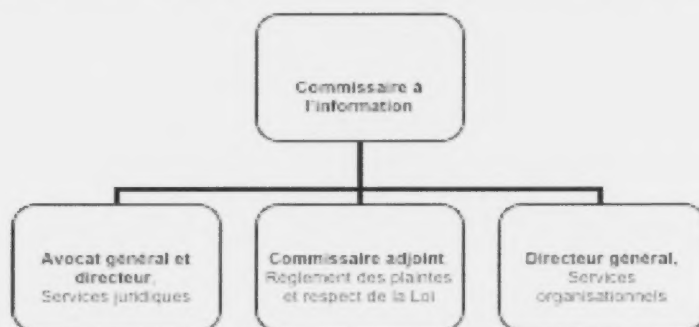 Commissaire à
l'information
Avocat général et
directeur,
Services juridiques
Commissaire adjoint
Règlement des plaintes
et respect de la Loi
Directeur général,
Services
organisationnels